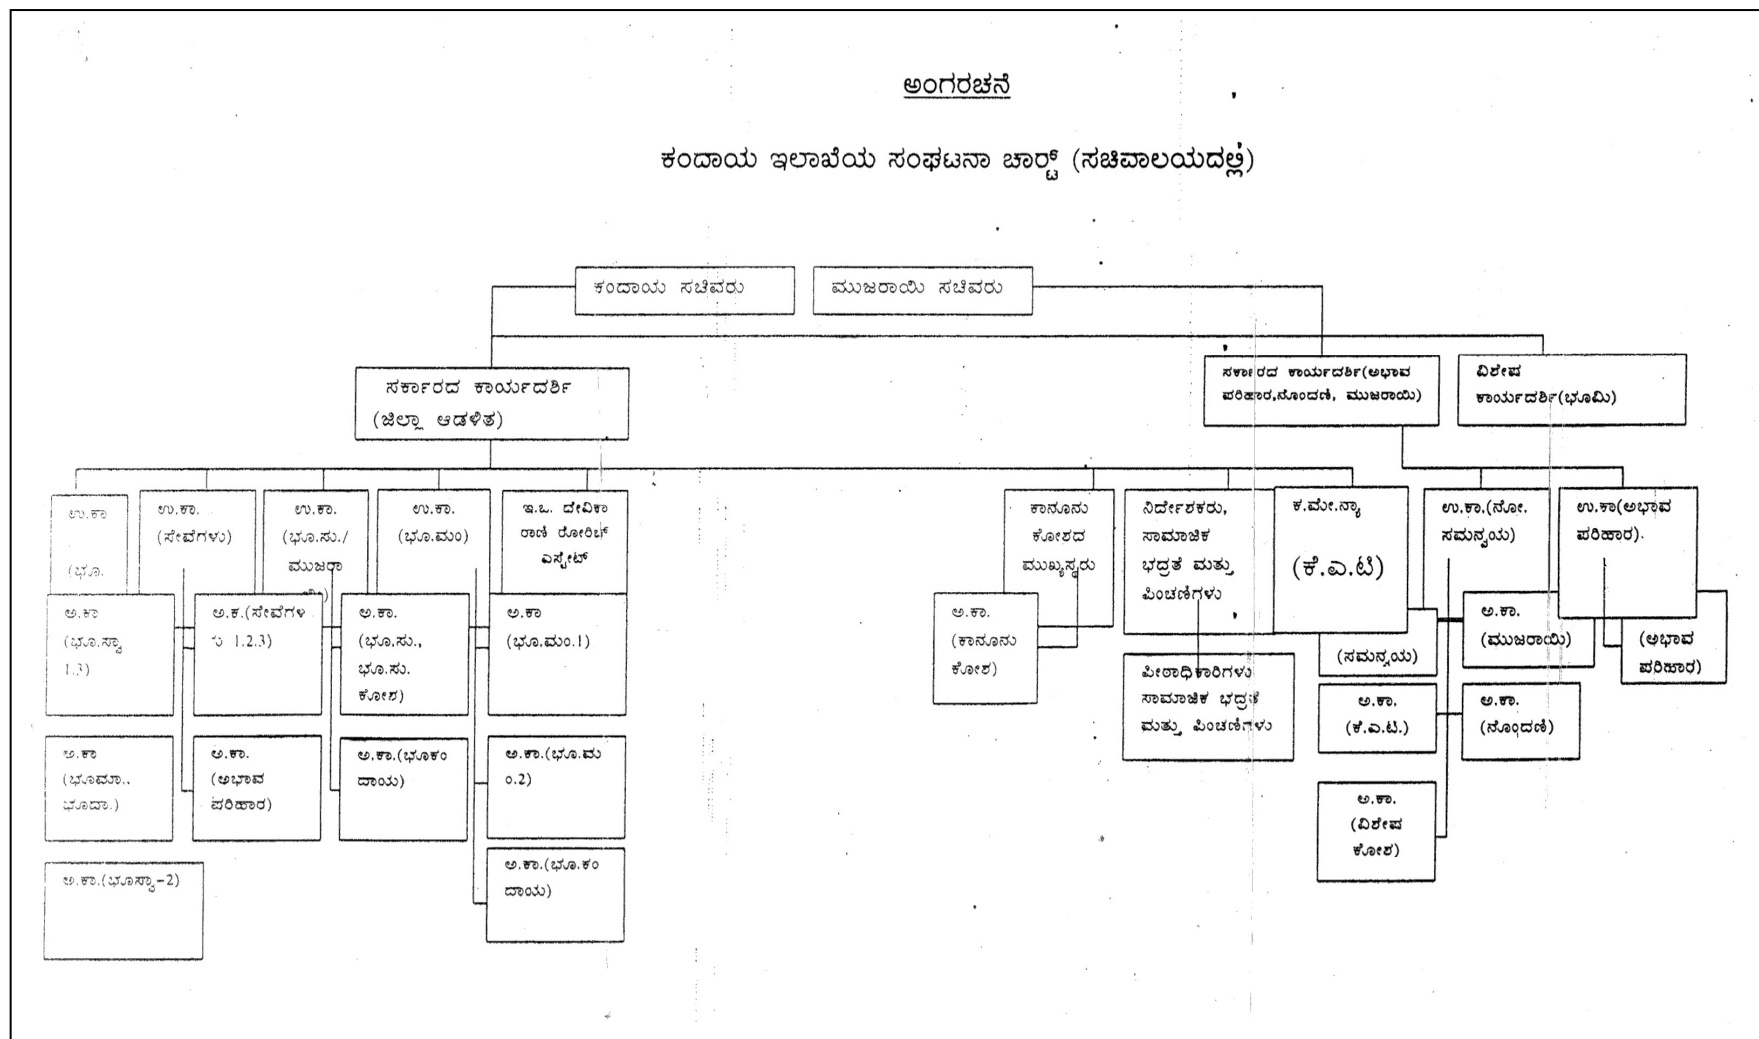 ಅಂಗರಚನೆ
ಕಂದಾಯ ಇಲಾಖೆಯ ಸಂಘಟನಾ ಚಾರ್ಟ್ (ಸಚಿವಾಲಯದಲ್ಲಿ)
ಕಂದಾಯ ಸಚಿವರು
ಮುಜರಾಯಿ ಸಚಿವರು
ಸರ್ಕಾರದ ಕಾರ್ಯದರ್ಶಿ
(ಜಿಲ್ಲಾ ಆಡಳಿತ)
ಸರ್ಕಾರದ ಕಾರ್ಯದರ್ಶಿ(ಅಭಾವ
ಪರಿಹಾರ,ನೊಂದಣಿ, ಮುಜರಾಯಿ)
ವಿಶೇಷ
ಕಾರ್ಯದರ್ಶಿ(ಭೂಮಿ)
ಉ.ಕಾ
(ಭೂ.
ಉ.ಕಾ.
(ಸೇವೆಗಳು)
ಉ.ಕಾ.
(ಭೂ.ಸು./
ಮುಜರಾ
ಉ.ಕಾ.
(ಭೂ.ಮಂ)
ಇ.ಒ. ದೇವಿಕಾ
ರಾಣಿ ರೋರಿಚ್
ಎಸ್ಟೇಟ್
ಕಾನೂನು
ಕೋಶದ
ಮುಖ್ಯಸ್ಥರು
ನಿರ್ದೇಶಕರು,
ಸಾಮಾಜಿಕ
ಭದ್ರತೆ ಮತ್ತು
ಪಿಂಚಣಿಗಳು
ಕ.ಮೇ.ನ್ಯಾ
(ಕೆ.ಎ.ಟಿ)
ಉ.ಕಾ.(ನೋ.
ಸಮನ್ವಯ)
ಉ.ಕಾ(ಅಭಾವ
ಪರಿಹಾರ).
ಅ.ಕಾ
(ಭೂ.ಸ್ವಾ
1.3)
ಅ.ಕ.(ಸೇವೆಗಳ
ು 1.2.3)
ಅ.ಕಾ.
(ಭೂ.ಸು.,
ಭೂ.ಸು.
ಕೋಶ)
ಅ.ಕಾ
(ಭೂ.ಮಂ.1)
ಅ.ಕಾ.
(ಕಾನೂನು
ಕೋಶ)
ಪೀಠಾಧಿಕಾರಿಗಳು
ಸಾಮಾಜಿಕ ಭದ್ರತೆ
ಮತ್ತು ಪಿಂಚಣಿಗಳು
(ಸಮನ್ವಯ)
ಅ.ಕಾ.
(ಮುಜರಾಯಿ)
(ಅಭಾವ
ಪರಿಹಾರ)
ಅ.ಕಾ.
(ಕೆ.ಎ.ಟಿ.)
ಅ.ಕಾ.
(ನೊಂದಣಿ)
ಅ.ಕಾ
(ಭೂಮಾ.,
ಭೂದಾ.)
ಅ.ಕಾ.
(ಅಭಾವ
ಪರಿಹಾರ)
ಅ.ಕಾ.(ಭೂಕಂ
ದಾಯ)
ಅ.ಕಾ.(ಭೂ.ಮ
ಂ.2)
ಅ.ಕಾ.
(ವಿಶೇಷ
ಕೋಶ)
ಅ.ಕಾ.(ಭೂಸ್ವಾ-2)
ಅ.ಕಾ.(ಭೂ.ಕಂ
ದಾಯ)